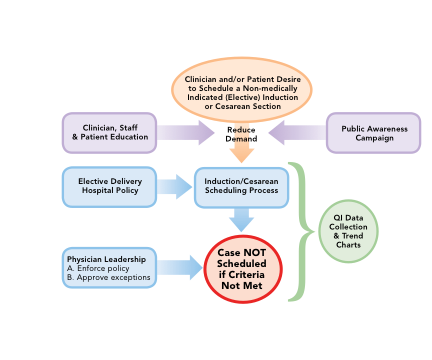 Clinician and/or Patient Desire
to Schedule a Non-medically
Indicated (Elective) Induction
or Cesarean Section
Clinician, Staff
& Patient Education
Reduce
Demand
Public Awareness
Campaign
Elective Delivery
Hospital Policy
Induction/Cesarean
Scheduling Process
QI Data
Collection
& Trend
Charts
Physician Leadership
A. Enforce policy
B. Approve exceptions
Case NOT
Scheduled
if Criteria
Not Met